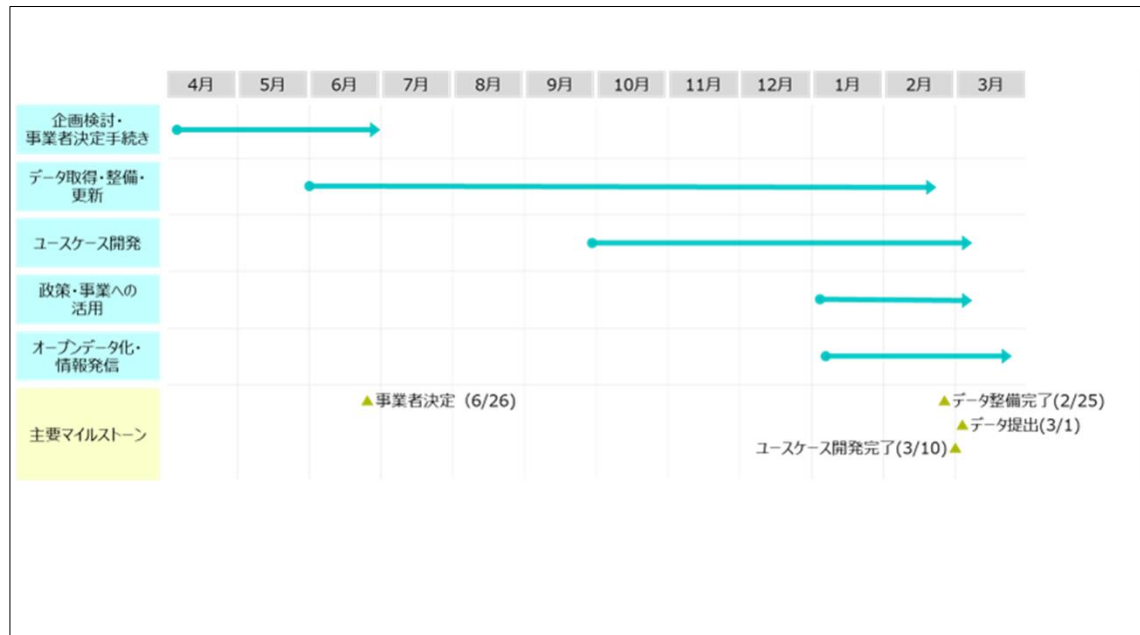 4月 5月 6月 7月 8月 9月 10月 11月 12月 1月 2月 3月
企画検討・
事業者決定手続き
データ取得・整備・
更新
ユースケース開発
政策・事業への
活用
オープンデータ化・
情報発信
主要マイルストーン
▲事業者決定（6/26)
▲データ整備完了(2/25)
▲データ提出(3/1)
ユースケース開発完了(3/10)▲